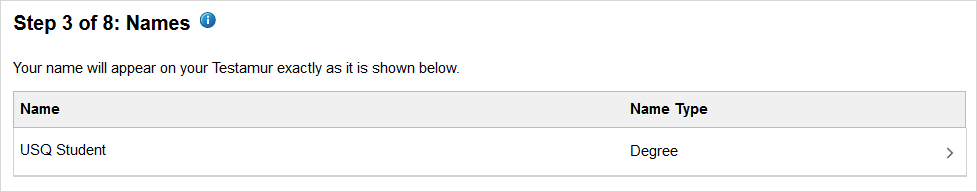 Step 3 of 8: Names
Your name will appear on your Testamur exactly as it is shown below.
Name Name Type
USQ Student Degree